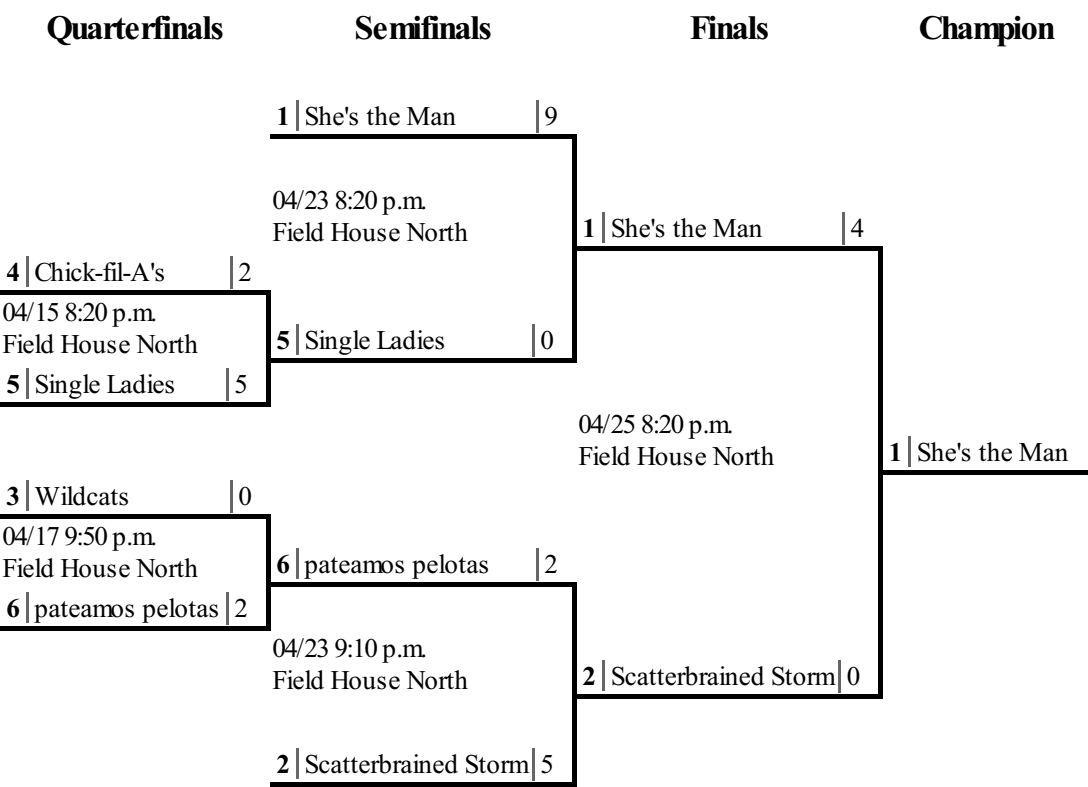 Quarterfinals Semifinals Finals Champion
1 She's the Man 9
04/23 8:20 p.m.
Field House North
1 She's the Man 4
4 Chick-fil-A's 2
04/15 8:20 p.m.
Field House North
5 Single Ladies 0
5 Single Ladies 5
04/25 8:20 p.m.
Field House North
1 She's the Man
3 Wildcats 0
04/17 9:50 p.m.
Field House North
6 pateamos pelotas 2
6 pateamos pelotas 2
04/23 9:10 p.m.
Field House North
2 Scatterbrained Storm 0
2 Scatterbrained Storm 5